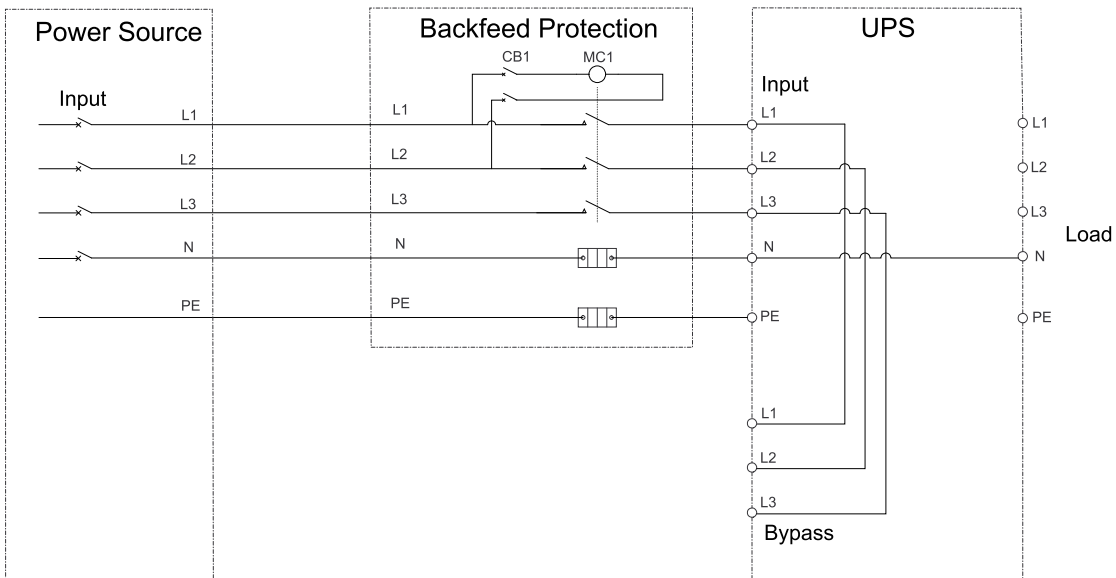 Power Source
Backfeed Protection
UPS
CB1 MC1
Input
Input
L1
L1
L1
L1
L2
L2
L2
L2
L3
L3
L3
L3
Load
N
N
N
N
PE
PE
PE
PE
L1
L2
L3
Bypass